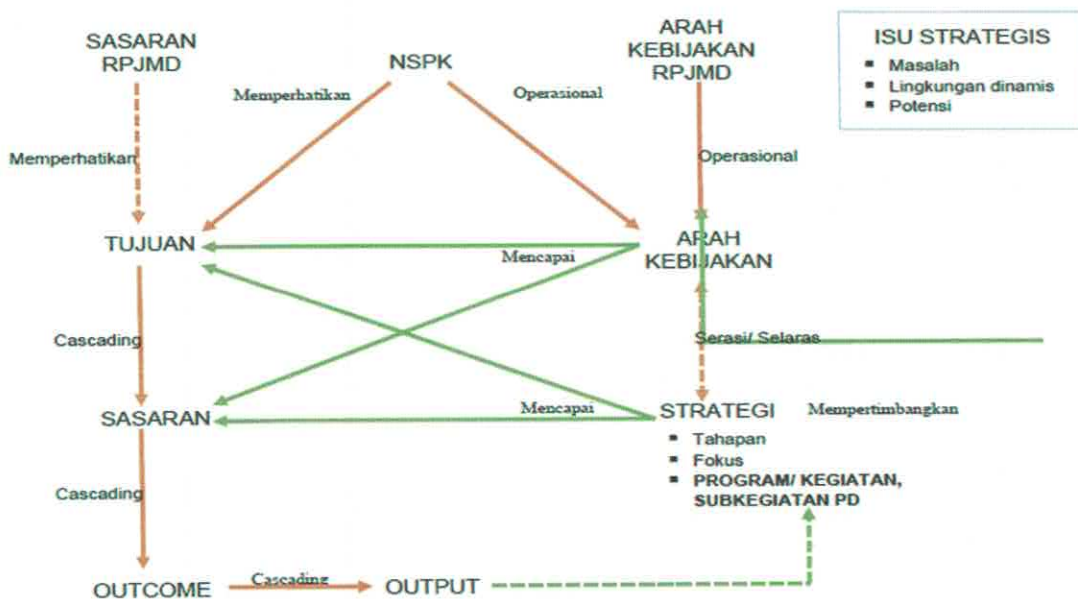 SASARAN
RPJMD
NSPK
ARAH
KEBIJAKAN
RPJMD
ISU STRATEGIS
▪ Masalah
▪ Lingkungan dinamis
▪ Potensi
Memperhatikan
Operasional
Memperhatikan
Operasional
TUJUAN
Mencapai
ARAH
KEBIJAKAN
Cascading
Serasi/ Selaras
SASARAN
Mencapai
STRATEGI
Mempertimbangkan
▪ Tahapan
▪ Fokus
▪ PROGRAM/ KEGIATAN,
SUBKEGIATAN PD
Cascading
OUTCOME
Cascading
OUTPUT